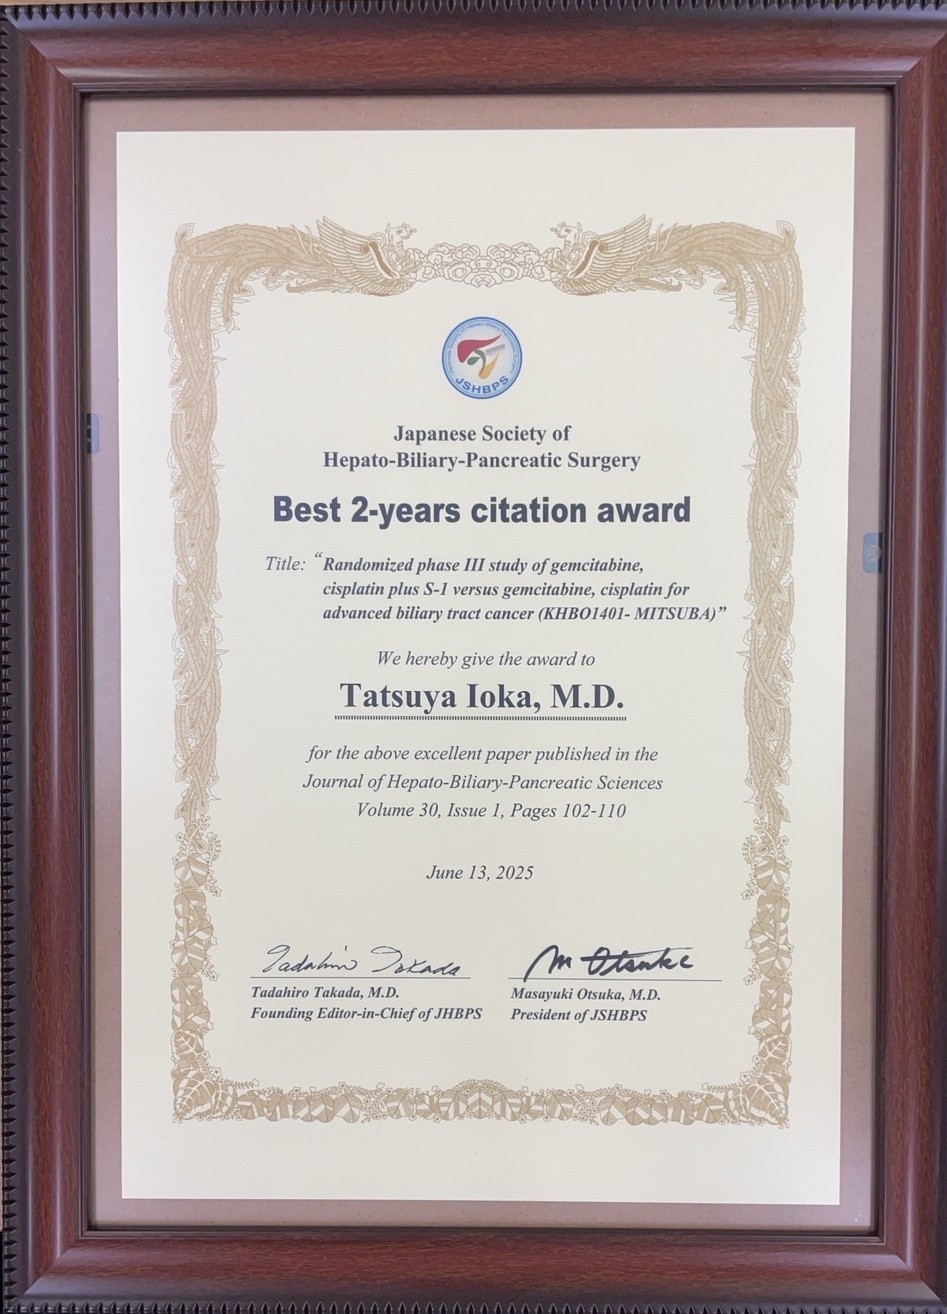 JSHBPS
Japanese Society of
Hepato-Biliary-Pancreatic Surgery
Best 2-years citation award
Title: “Randomized phase III study of gemcitabine,
cisplatin plus S-1 versus gemcitabine, cisplatin for
advanced biliary tract cancer (KHBO1401- MITSUBA)”
We hereby give the award to
Tatsuya Ioka, M.D.
for the above excellent paper published in the
Journal of Hepato-Biliary-Pancreatic Sciences
Volume 30, Issue 1, Pages 102-110
June 13, 2025
Tadahiro Takada
M Otsuka
Tadahiro Takada, M.D.
Founding Editor-in-Chief of JHBPS
Masayuki Otsuka, M.D.
President of JSHBPS